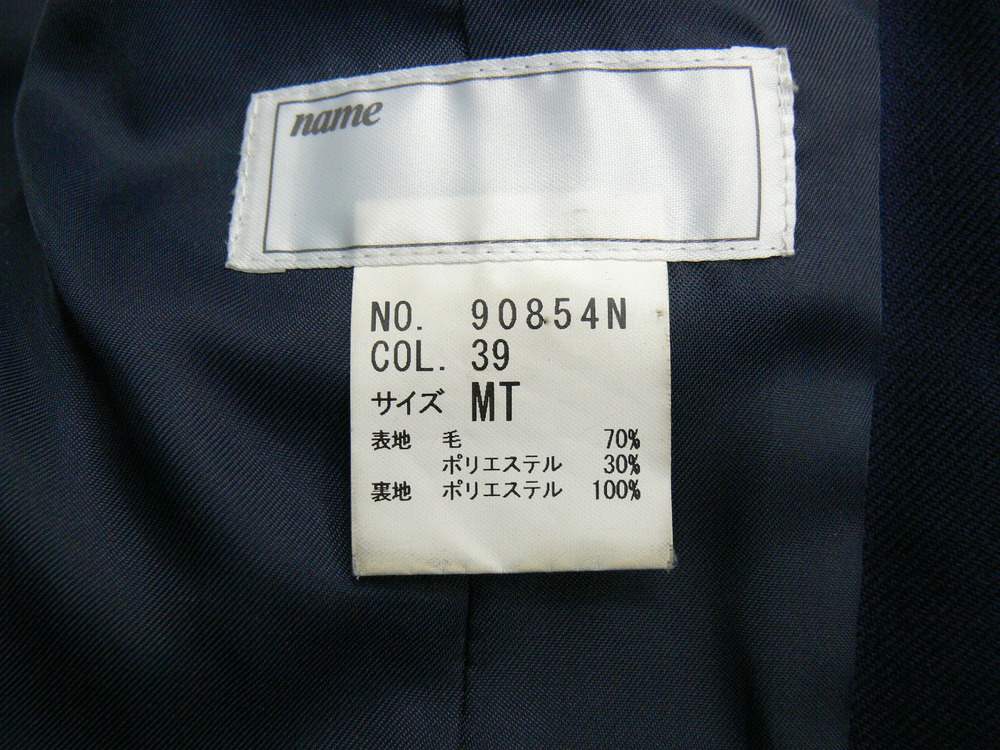 name
NO. 90854N
COL. 39
サイズ MT
表地 毛 70%
ポリエステル 30%
裏地 ポリエステル 100%